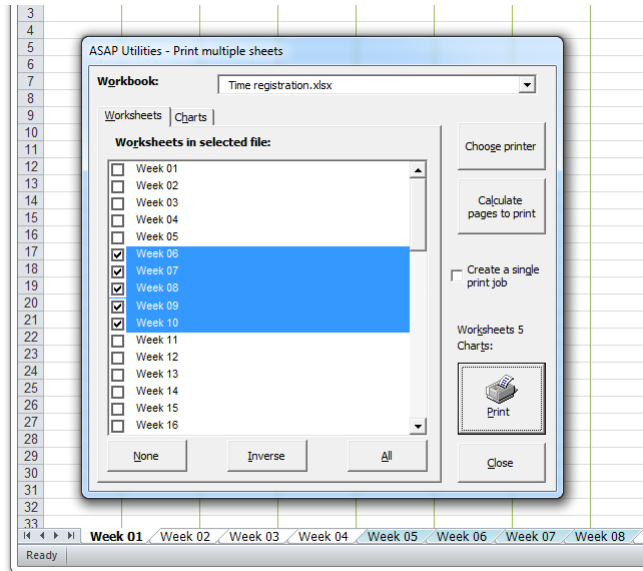 3
4
5
6
7
8
9
10
11
12
13
14
15
16
17
18
19
20
21
22
23
24
25
26
27
28
29
30
31
32
33
ASAP Utilities - Print multiple sheets
Workbook:
Time registration.xlsx
Worksheets
Charts
Worksheets in selected file:
Week 01
Week 02
Week 03
Week 04
Week 05
Week 06
Week 07
Week 08
Week 09
Week 10
Week 11
Week 12
Week 13
Week 14
Week 15
Week 16
None
Inverse
All
Choose printer
Calculate
pages to print
Create a single
print job
Worksheets 5
Charts:
Print
Close
Week 01 Week 02 Week 03 Week 04 Week 05 Week 06 Week 07 Week 08
Ready